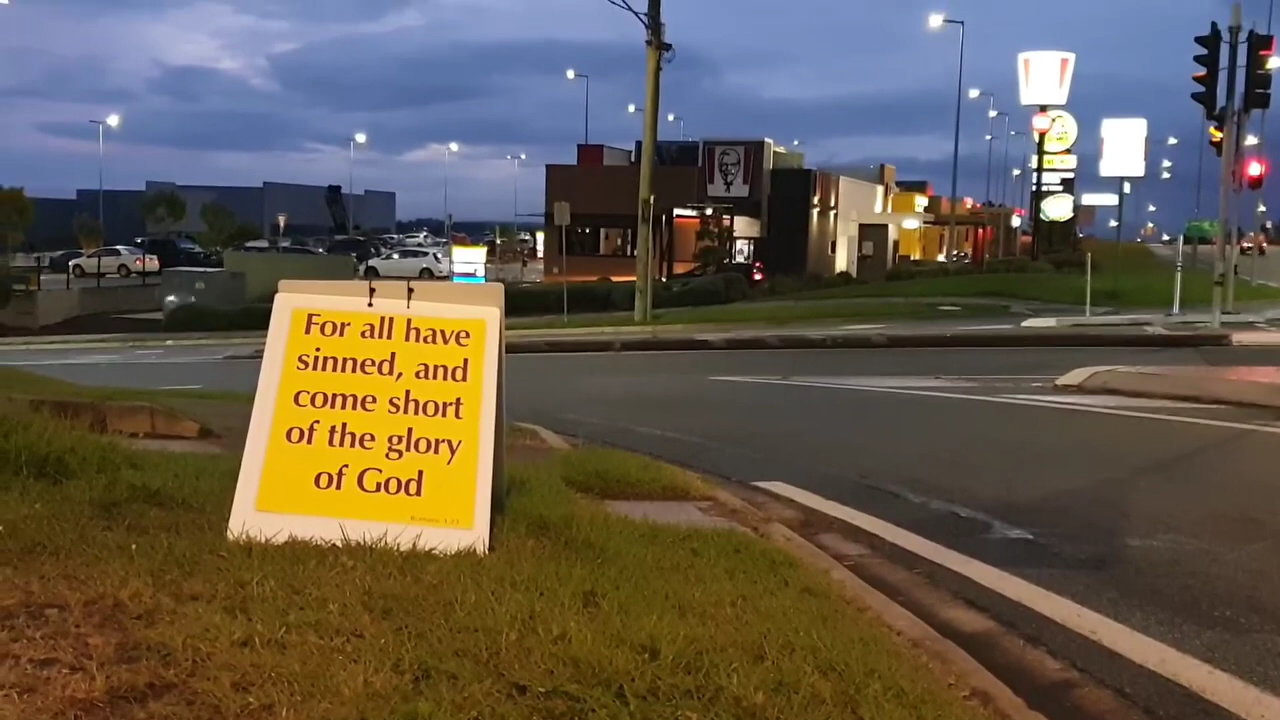 For all have
sinned, and
come short
of the glory
of God